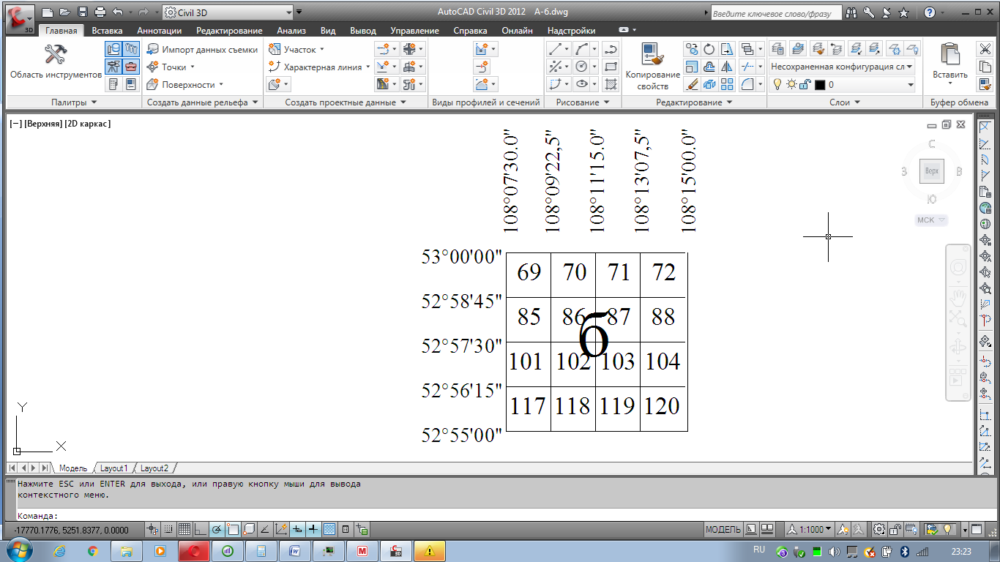 Civil 3D
AutoCAD Civil 3D 2012 A-6.dwg
Введите ключевое слово/фразу
3D
Главная Вставка Аннотации Редактирование Анализ Вид Вывод Управление Справка Онлайн Надстройки
Область инструментов
Импорт данных съемки
Точки
Поверхности
Участок
Характерная линия
Копирование свойств
Несохраненная конфигурация сл
0
Вставить
Палитры
Создать данные рельефа
Создать проектные данные
Виды профилей и сечений
Рисование
Редактирование
Слои
Буфер обмена
[−] [Верхняя] [2D каркас]
108°07'30.0"
108°09'22,5"
108°11'15.0"
108°13'07,5"
108°15'00.0"
С
З Верх В
Ю
МСК
53°00'00"
69 70 71 72
52°58'45"
85 86 87 88
б
52°57'30"
101 102 103 104
52°56'15"
117 118 119 120
52°55'00"
Y
X
Модель Layout1 Layout2
Нажмите ESC или ENTER для выхода, или правую кнопку мыши для вывода
контекстного меню.
Команда:
-17770.1776, 5251.8377, 0.0000
МОДЕЛЬ
1:1000
RU
23:23